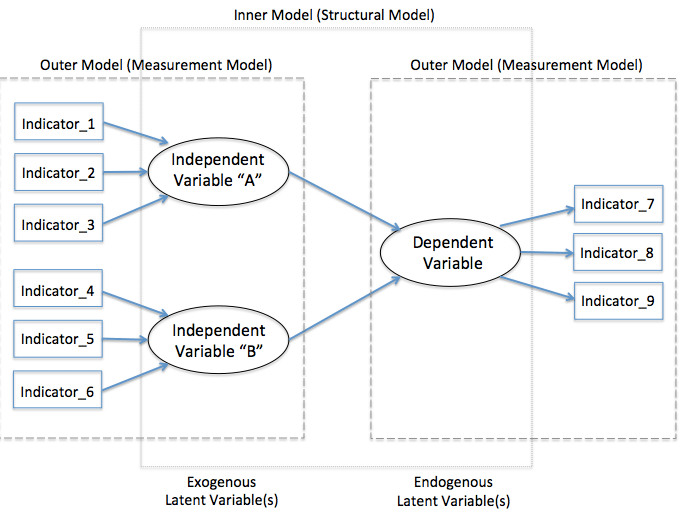 Inner Model (Structural Model)
Outer Model (Measurement Model)
Outer Model (Measurement Model)
Indicator_1
Indicator_2
Indicator_3
Independent
Variable “A”
Indicator_4
Indicator_5
Indicator_6
Independent
Variable “B”
Dependent
Variable
Indicator_7
Indicator_8
Indicator_9
Exogenous
Latent Variable(s)
Endogenous
Latent Variable(s)